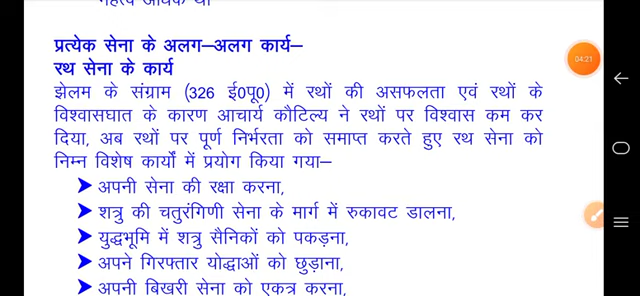 प्रत्येक सेना के अलग–अलग कार्य–
रथ सेना के कार्य
झेलम के संग्राम (326 ई0पू0) में रथों की असफलता एवं रथों के
विश्वासघात के कारण आचार्य कौटिल्य ने रथों पर विश्वास कम कर
दिया, अब रथों पर पूर्ण निर्भरता को समाप्त करते हुए रथ सेना को
निम्न विशेष कार्यों में प्रयोग किया गया–
➤ अपनी सेना की रक्षा करना,
➤ शत्रु की चतुरंगिणी सेना के मार्ग में रुकावट डालना,
➤ युद्धभूमि में शत्रु सैनिकों को पकड़ना,
➤ अपने गिरफ्तार योद्धाओं को छुड़ाना,
➤ अपनी बिखरी सेना को एकत्र करना,
04:21